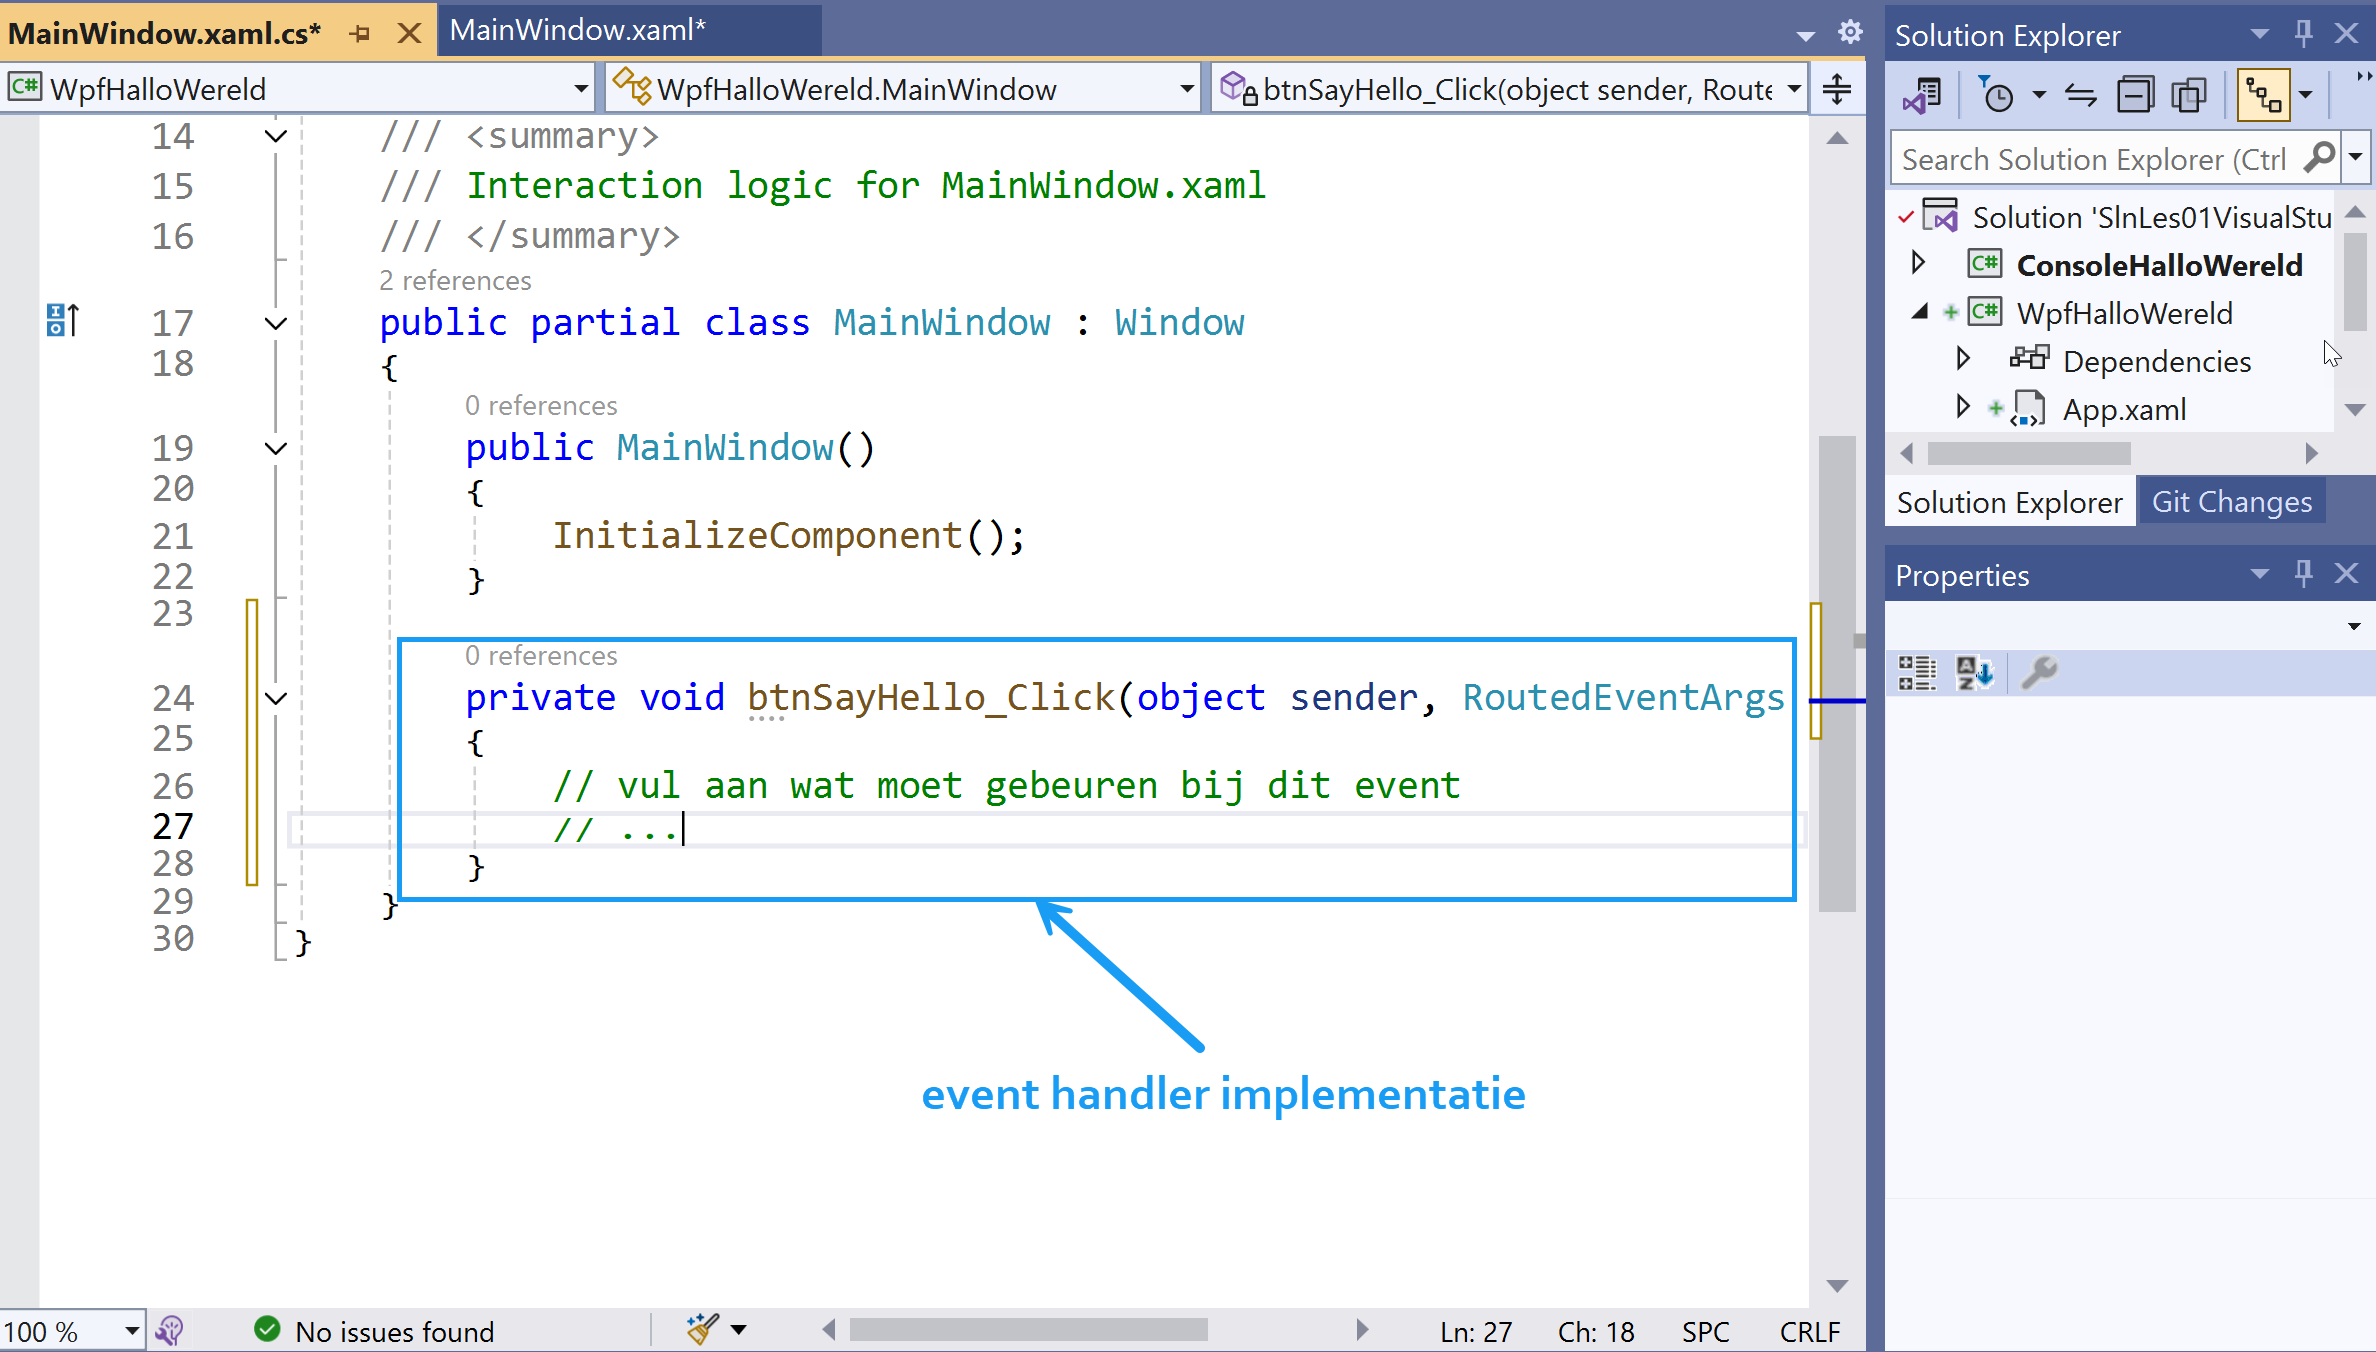 MainWindow.xaml.cs*
MainWindow.xaml*
WpfHalloWereld
WpfHalloWereld.MainWindow
btnSayHello_Click(object sender, Route
14 /// <summary>
15 /// Interaction logic for MainWindow.xaml
16 /// </summary>
2 references
17 public partial class MainWindow : Window
18 {
0 references
19 public MainWindow()
20 {
21 InitializeComponent();
22 }
23
0 references
24 private void btnSayHello_Click(object sender, RoutedEventArgs
25 {
26 // vul aan wat moet gebeuren bij dit event
27 // ...
28 }
29 }
30 }
event handler implementatie
100 %
No issues found
Ln: 27
Ch: 18
SPC
CRLF
Solution Explorer
Search Solution Explorer (Ctrl
Solution 'SlnLes01VisualStu
C# ConsoleHalloWereld
C# WpfHalloWereld
Dependencies
App.xaml
Solution Explorer
Git Changes
Properties